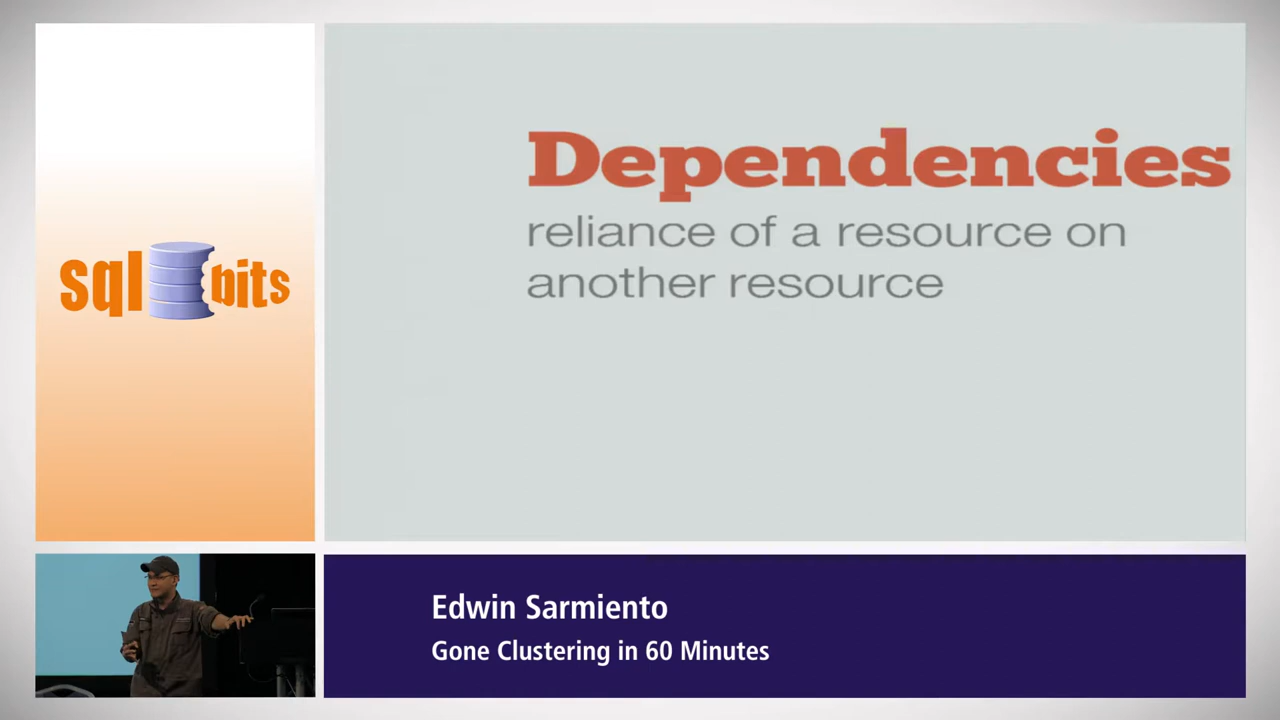 Dependencies
reliance of a resource on
another resource
sql bits
Edwin Sarmiento
Gone Clustering in 60 Minutes